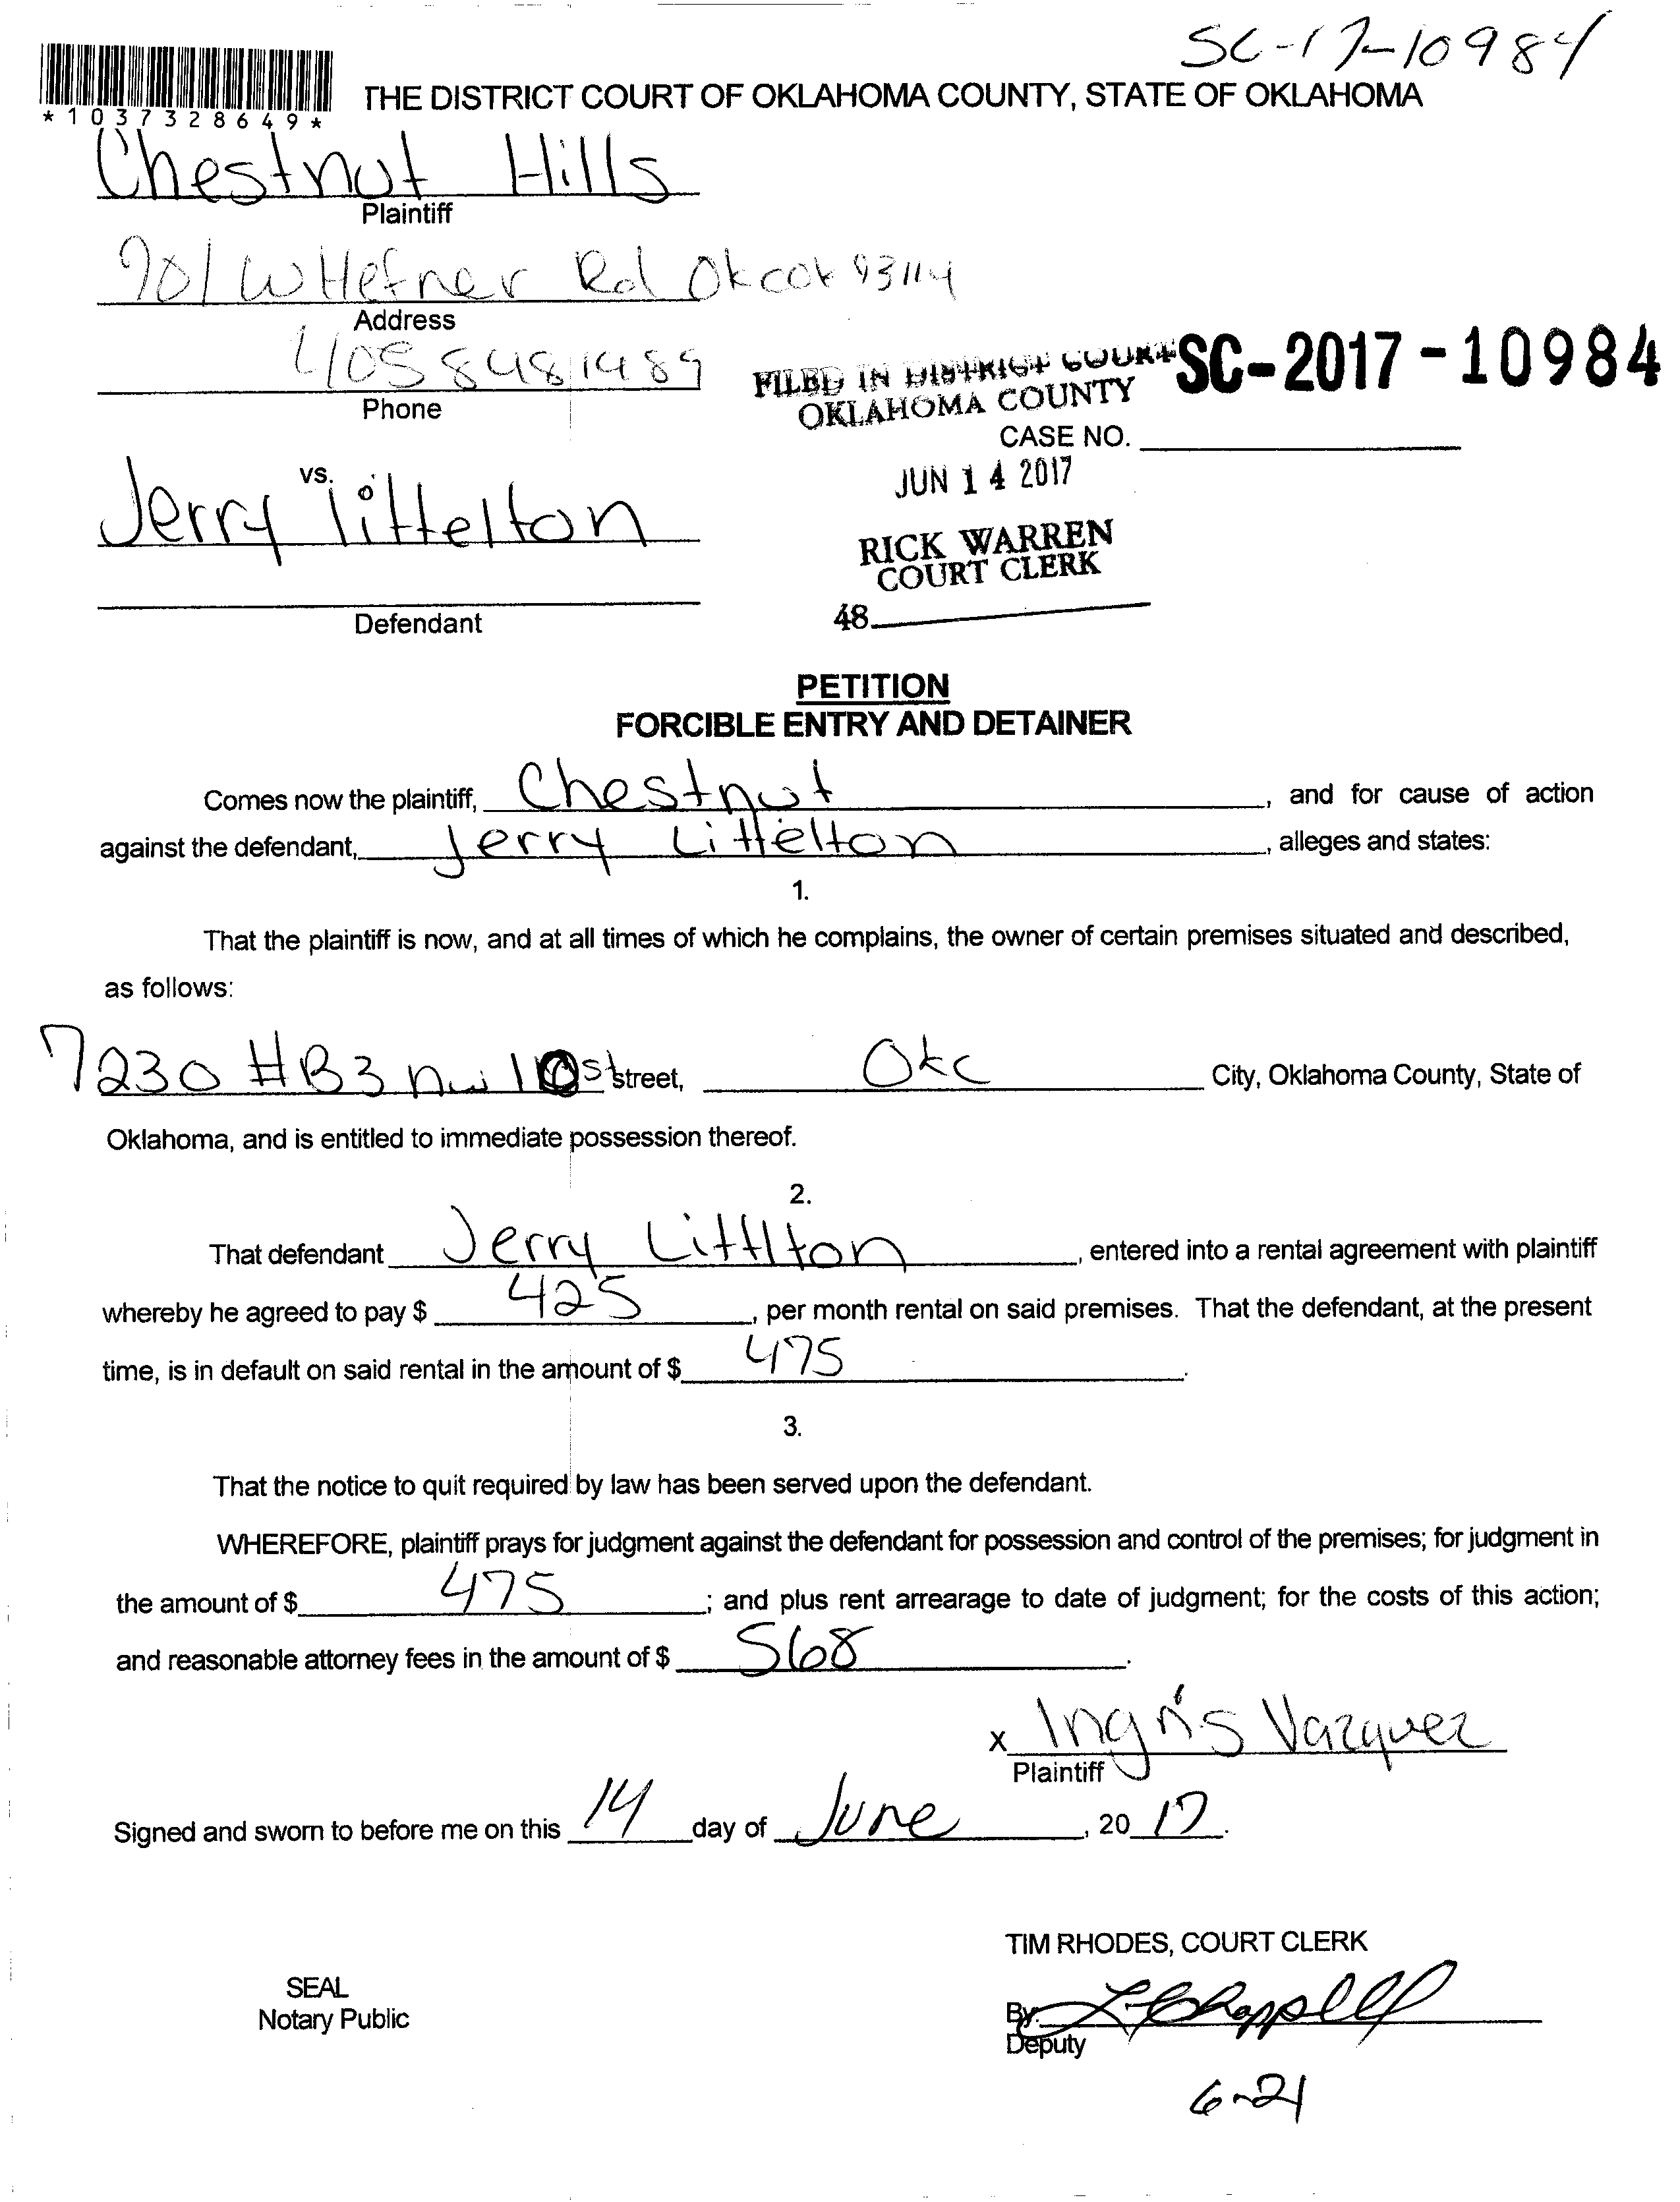 SC-17-10984
*1037328649*
THE DISTRICT COURT OF OKLAHOMA COUNTY, STATE OF OKLAHOMA
Chestnut Hills
Plaintiff
901 W Hefner Rd Okc ok 73114
Address
405 848 1489
Phone
FILED IN DISTRICT COURT
OKLAHOMA COUNTY
SC-2017-10984
CASE NO.
JUN 14 2017
vs.
Jerry littelton
RICK WARREN
COURT CLERK
48
Defendant
PETITION
FORCIBLE ENTRY AND DETAINER
Comes now the plaintiff, Chestnut, and for cause of action
against the defendant, Jerry Littelton, alleges and states:
1.
That the plaintiff is now, and at all times of which he complains, the owner of certain premises situated and described,
as follows:
7230 #B3 nw 10 st street, Okc City, Oklahoma County, State of
Oklahoma, and is entitled to immediate possession thereof.
2.
That defendant Jerry Littlton, entered into a rental agreement with plaintiff
whereby he agreed to pay $ 425, per month rental on said premises. That the defendant, at the present
time, is in default on said rental in the amount of $ 475.
3.
That the notice to quit required by law has been served upon the defendant.
WHEREFORE, plaintiff prays for judgment against the defendant for possession and control of the premises; for judgment in
the amount of $ 475; and plus rent arrearage to date of judgment; for the costs of this action;
and reasonable attorney fees in the amount of $ 568.
x Ingris Vazquez
Plaintiff
Signed and sworn to before me on this 14 day of June, 20 17.
TIM RHODES, COURT CLERK
SEAL
Notary Public
By: L Chappell
Deputy
6-21